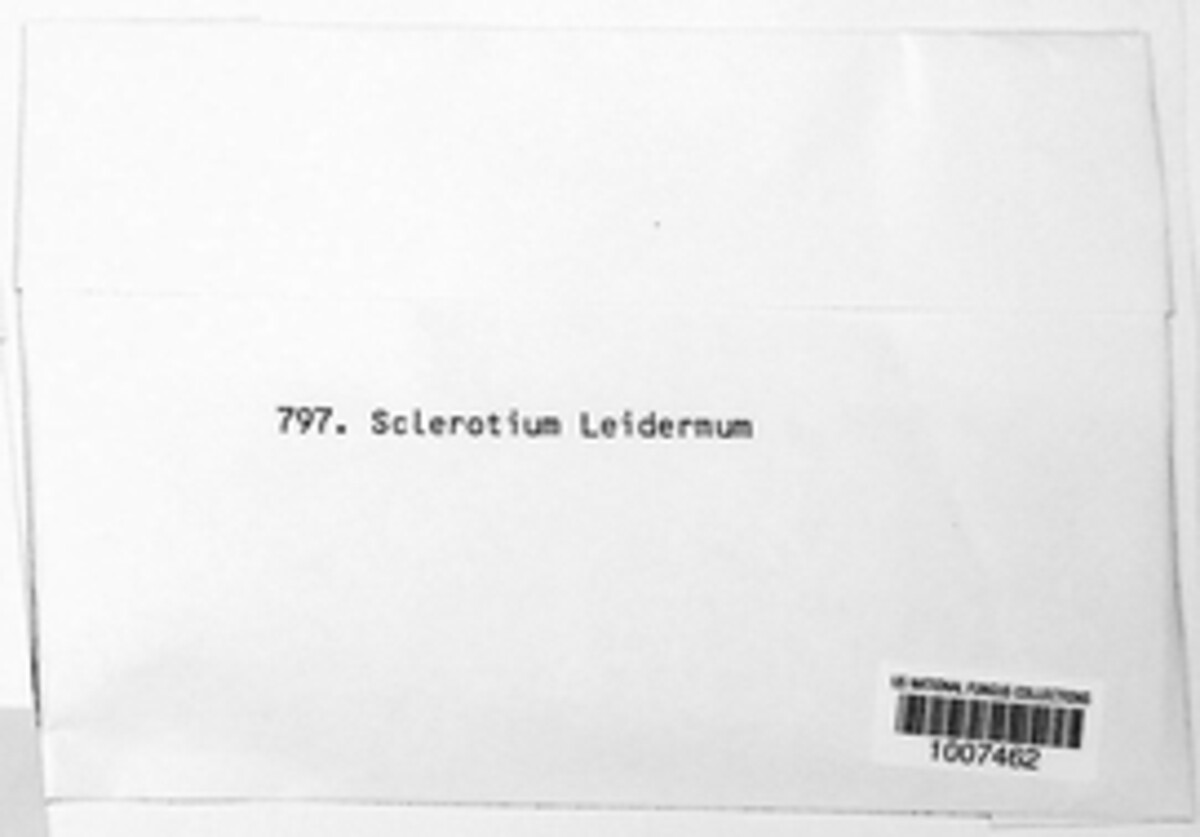 797. Sclerotium Leidermum
US NATIONAL FUNGUS COLLECTIONS
1007462